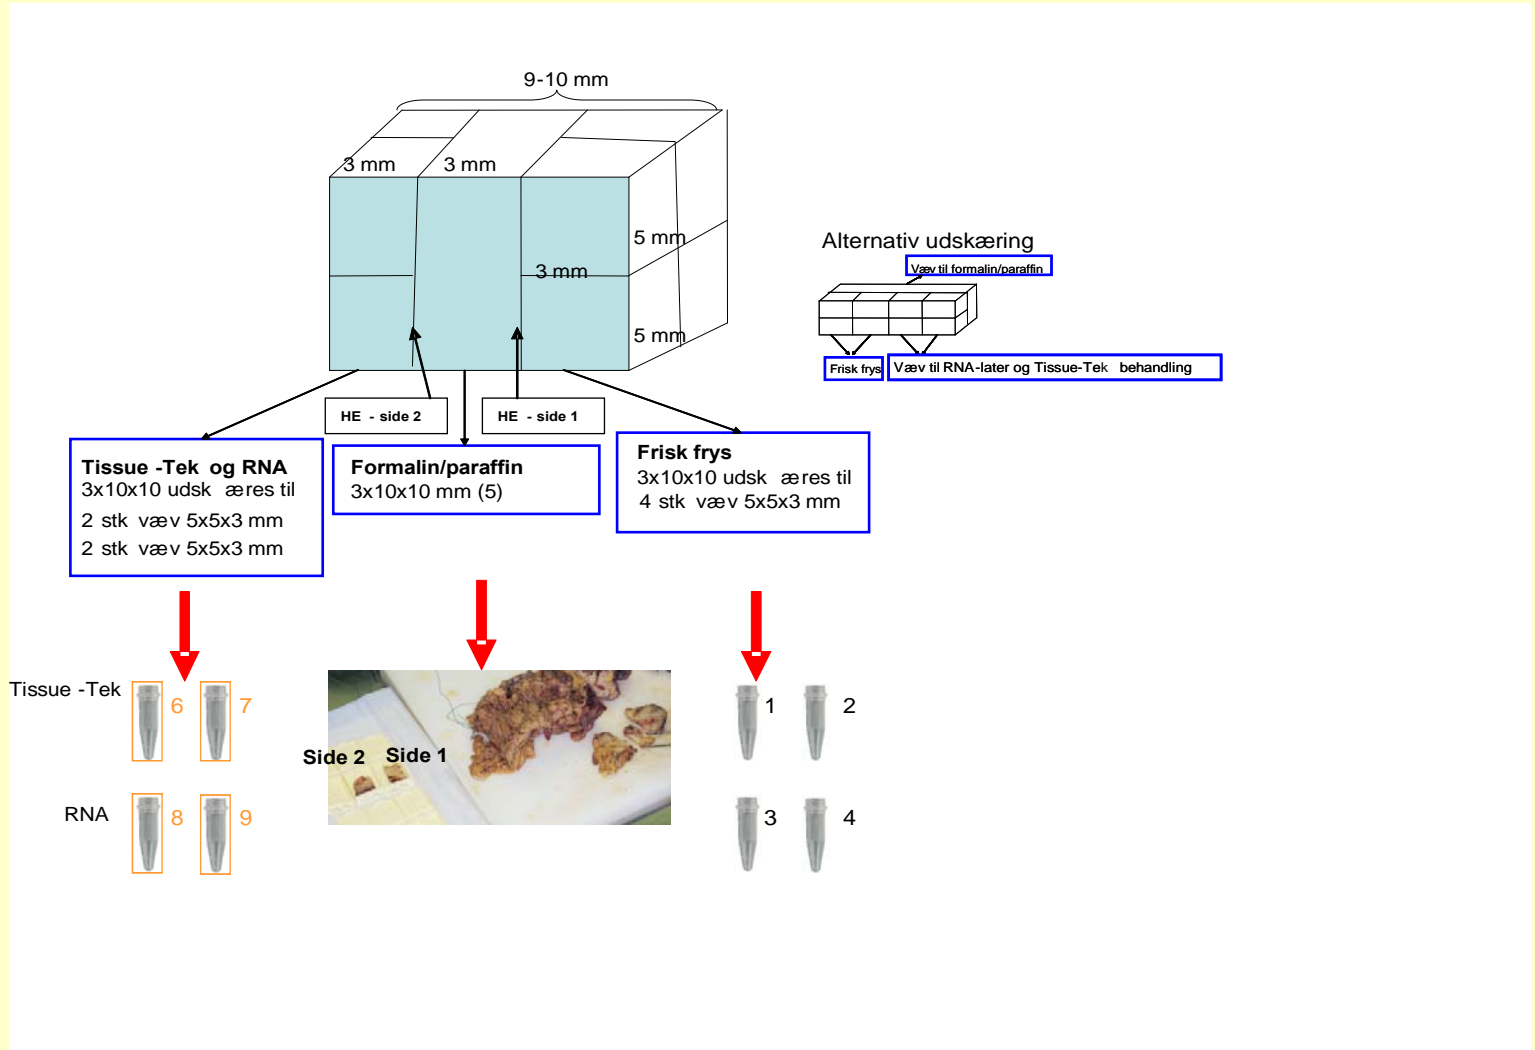 9-10 mm
3 mm
3 mm
5 mm
3 mm
5 mm
Alternativ udskæring
Væv til formalin/paraffin
Frisk frys
Væv til RNA-later og Tissue-Tek behandling
HE - side 2
HE - side 1
Tissue -Tek og RNA
3x10x10 udsk æres til
2 stk væv 5x5x3 mm
2 stk væv 5x5x3 mm
Formalin/paraffin
3x10x10 mm (5)
Frisk frys
3x10x10 udsk æres til
4 stk væv 5x5x3 mm
Tissue -Tek
6
7
Side 2
Side 1
1
2
RNA
8
9
3
4